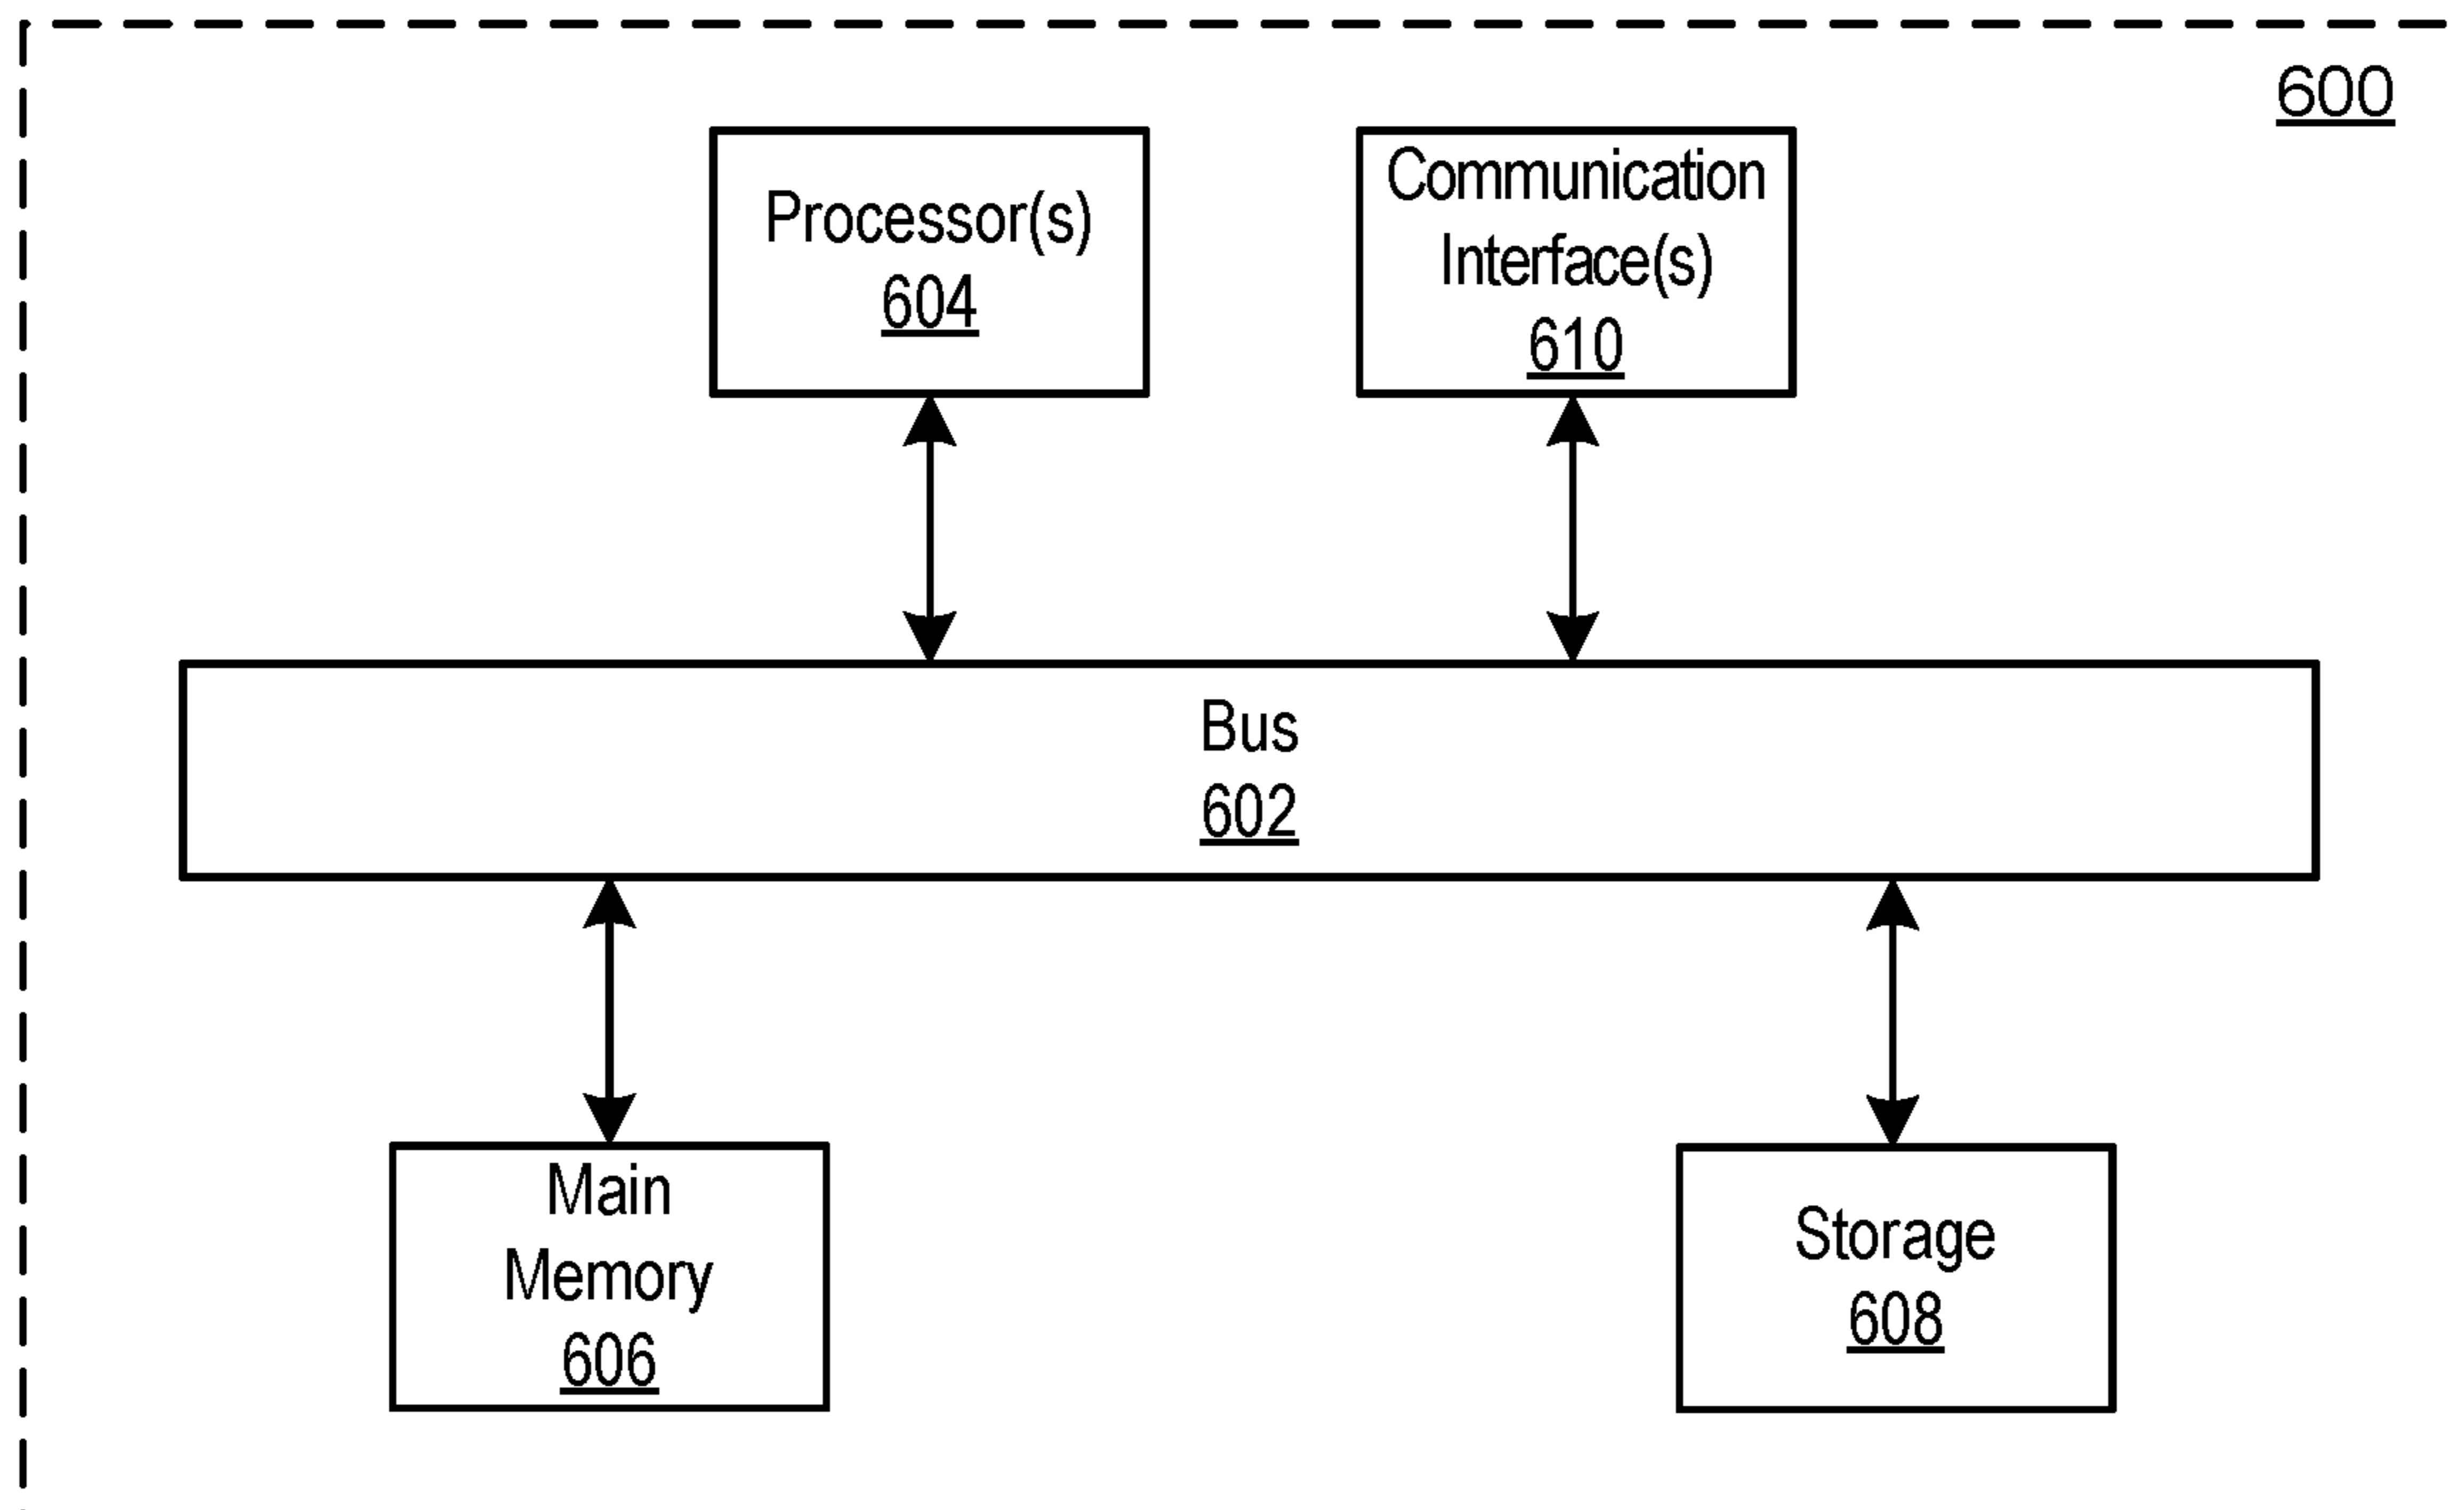 600
Processor(s)
604
Communication
Interface(s)
610
Bus
602
Main
Memory
606
Storage
608